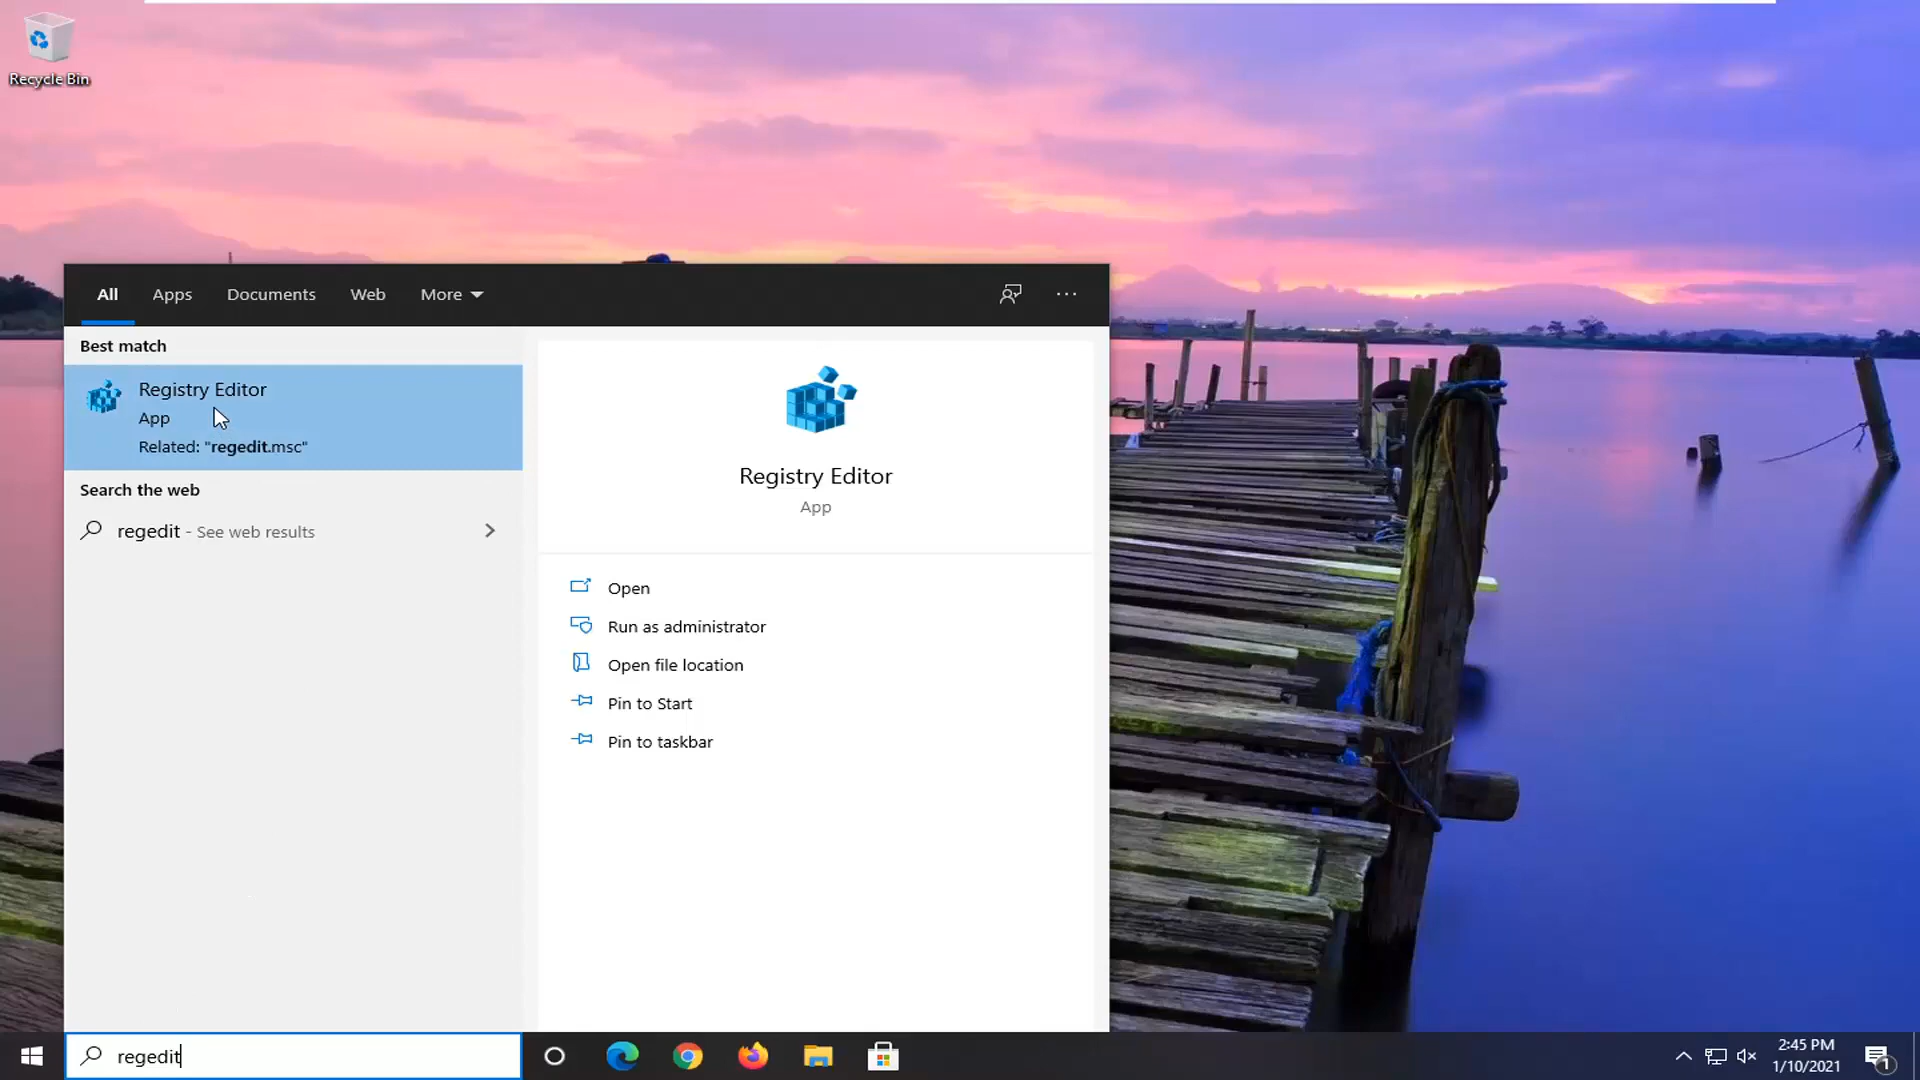 Recycle Bin
All Apps Documents Web More
Best match
Registry Editor
App
Related: "regedit.msc"
Search the web
regedit - See web results
Registry Editor
App
Open
Run as administrator
Open file location
Pin to Start
Pin to taskbar
regedit
2:45 PM
1/10/2021
1